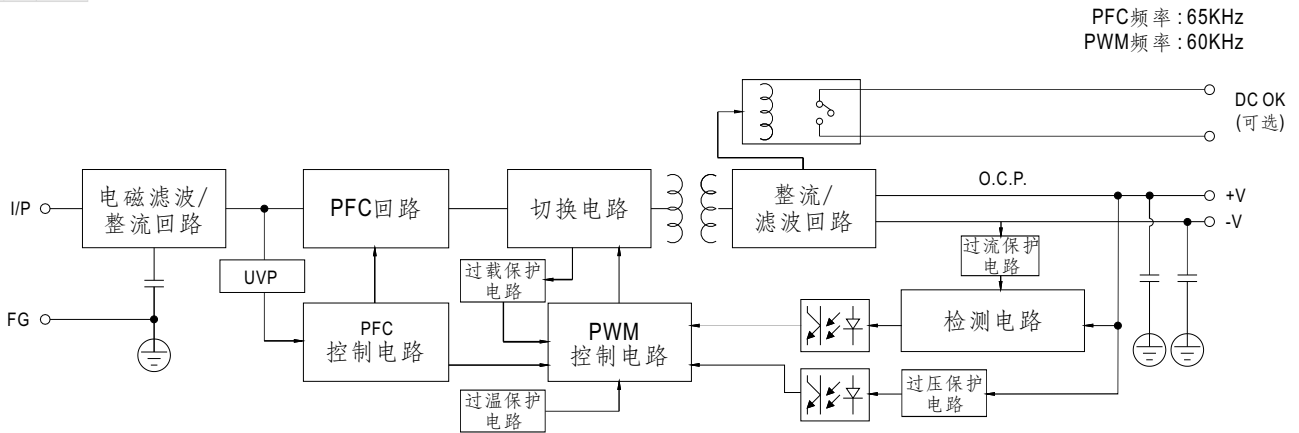 PFC频率 : 65KHz
PWM频率 : 60KHz
DC OK
(可选)
I/P
电磁滤波/
整流回路
PFC回路
切换电路
整流/
滤波回路
O.C.P.
+V
-V
UVP
过载保护
电路
过流保护
电路
FG
PFC
控制电路
PWM
控制电路
检测电路
过温保护
电路
过压保护
电路